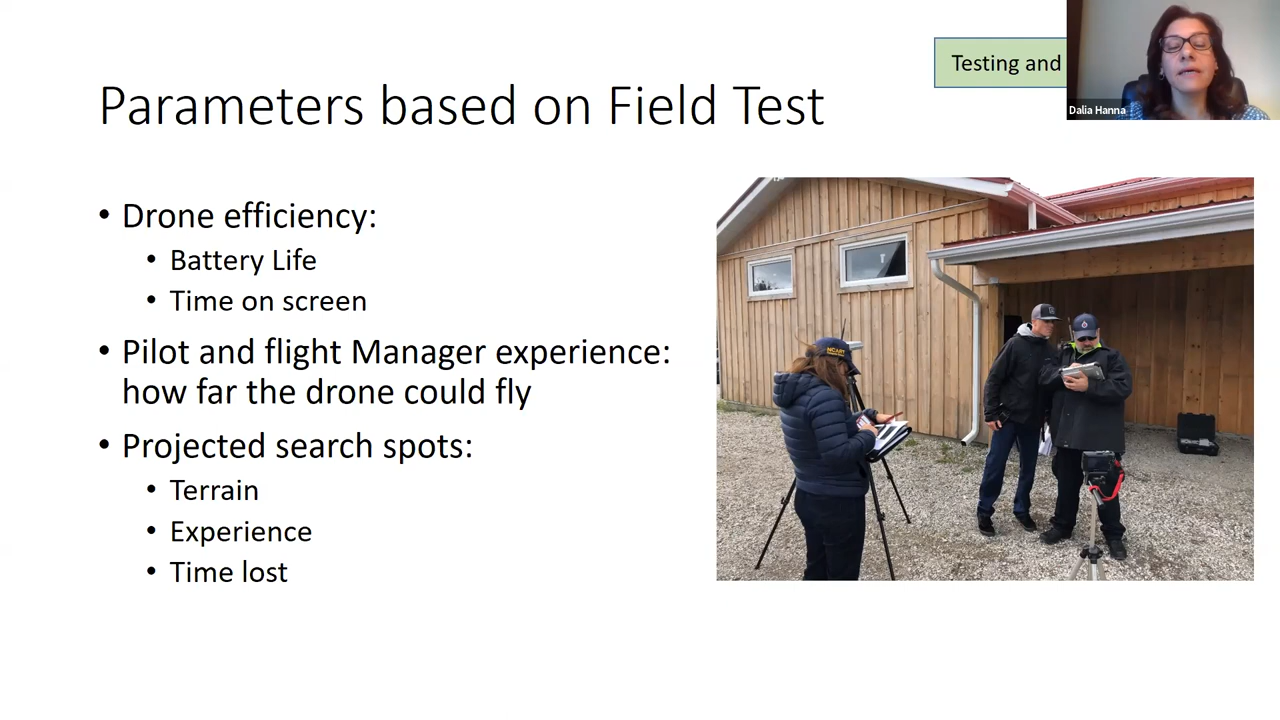 Testing and
Dalia Hanna
Parameters based on Field Test
• Drone efficiency:
• Battery Life
• Time on screen
• Pilot and flight Manager experience:
how far the drone could fly
• Projected search spots:
• Terrain
• Experience
• Time lost
NCART